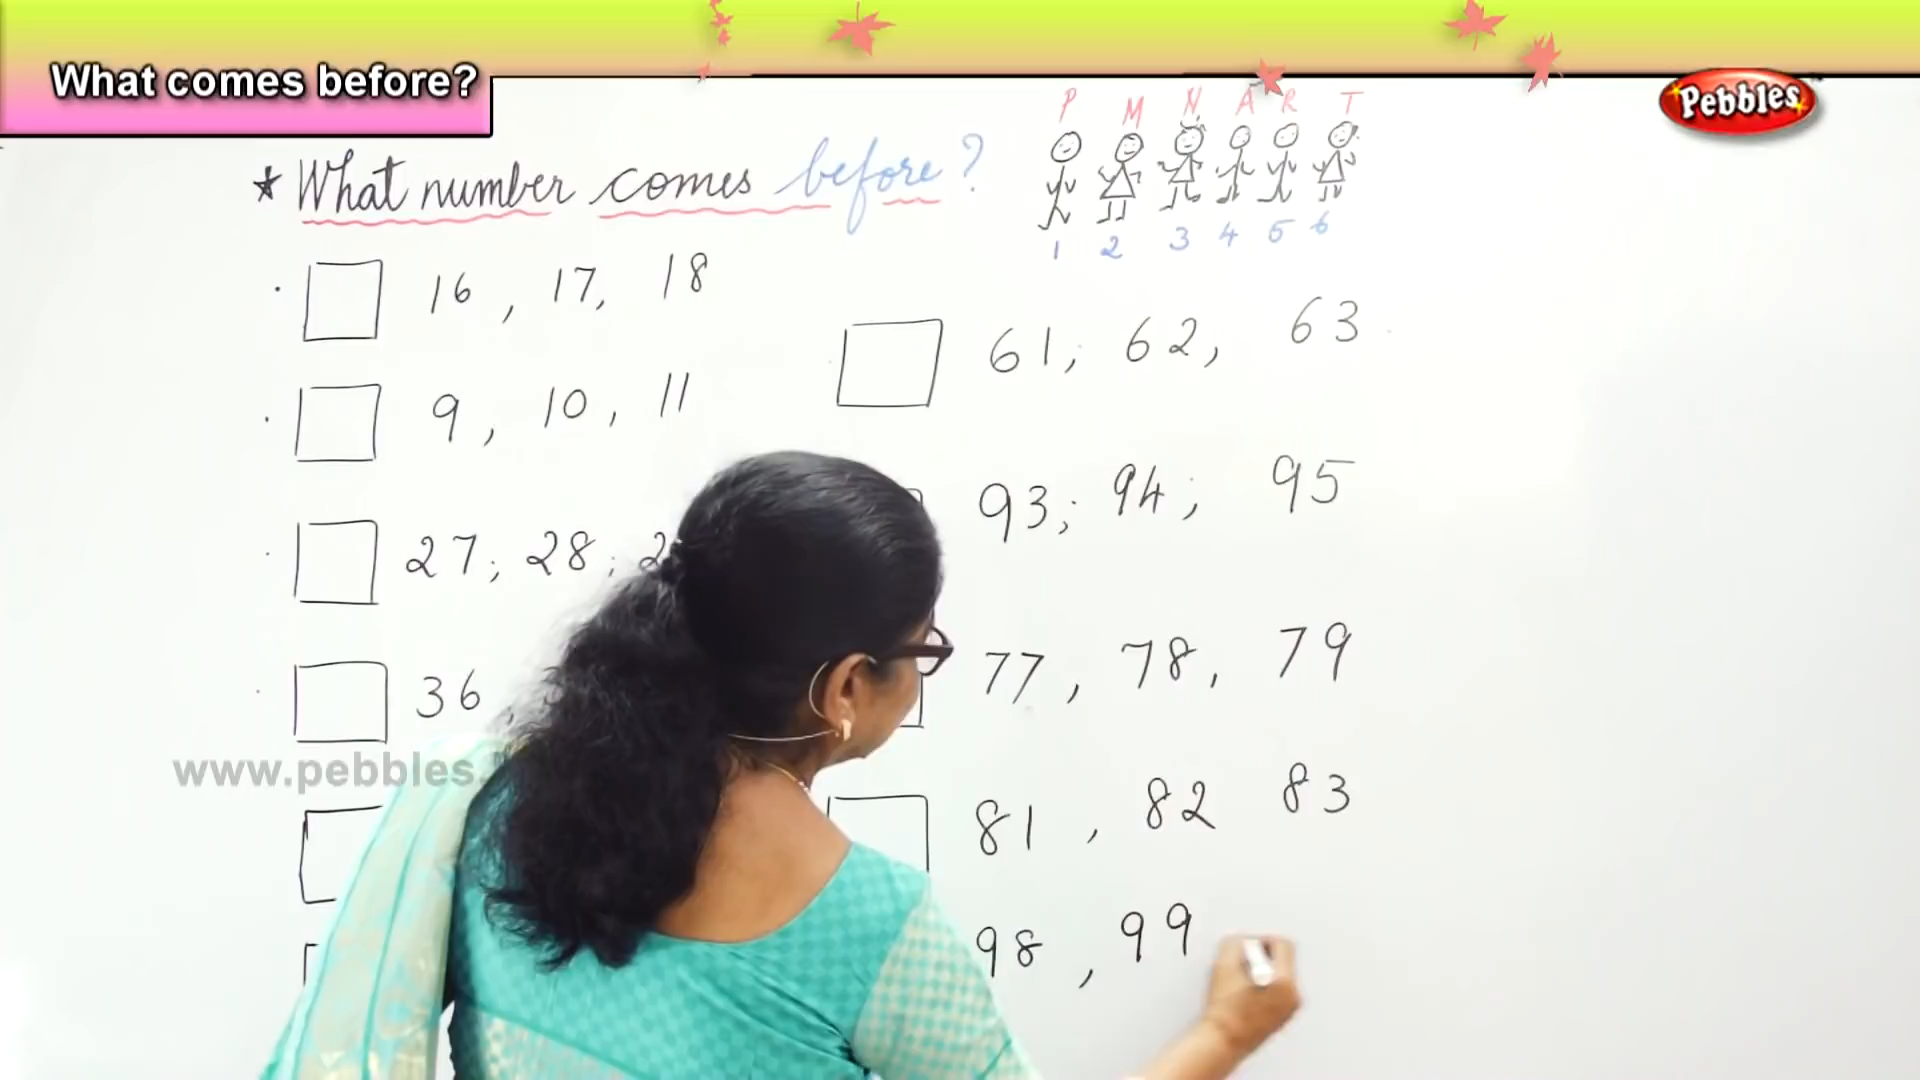 What comes before?
Pebbles
P M N A R T
* What number comes before?
1 2 3 4 5 6
16, 17, 18
9, 10, 11
27, 28,
36,
61, 62, 63
93, 94, 95
77, 78, 79
81, 82 83
98, 99
www.pebbles.